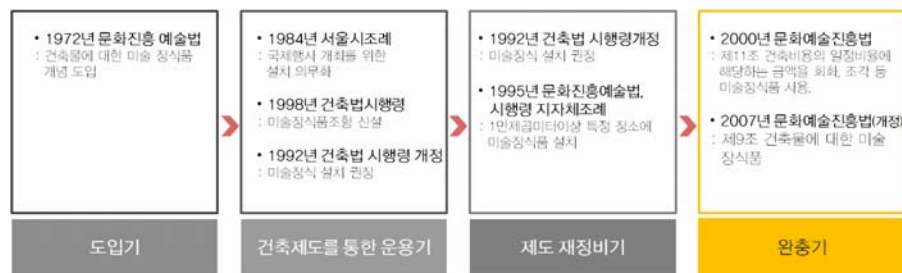 • 1972년 문화진흥 예술법
: 건축물에 대한 미술 장식품
개념 도입
도입기
• 1984년 서울시조례
: 국제행사 개최를 위한
설치 의무화
• 1998년 건축법시행령
: 미술장식품조항 신설
• 1992년 건축법 시행령 개정
: 미술장식 설치 권장
건축제도를 통한 운용기
• 1992년 건축법 시행령개정
: 미술장식 설치 권장
• 1995년 문화진흥예술법,
시행령 지자체조례
: 1만제곱미터이상 특정 장소에
미술장식품 설치
제도 재정비기
• 2000년 문화예술진흥법
: 제11조 건축비용의 일정비율에
해당하는 금액을 회화, 조각 등
미술장식품 사용.
• 2007년 문화예술진흥법(개정
: 제9조 건축물에 대한 미술
장식품
완충기